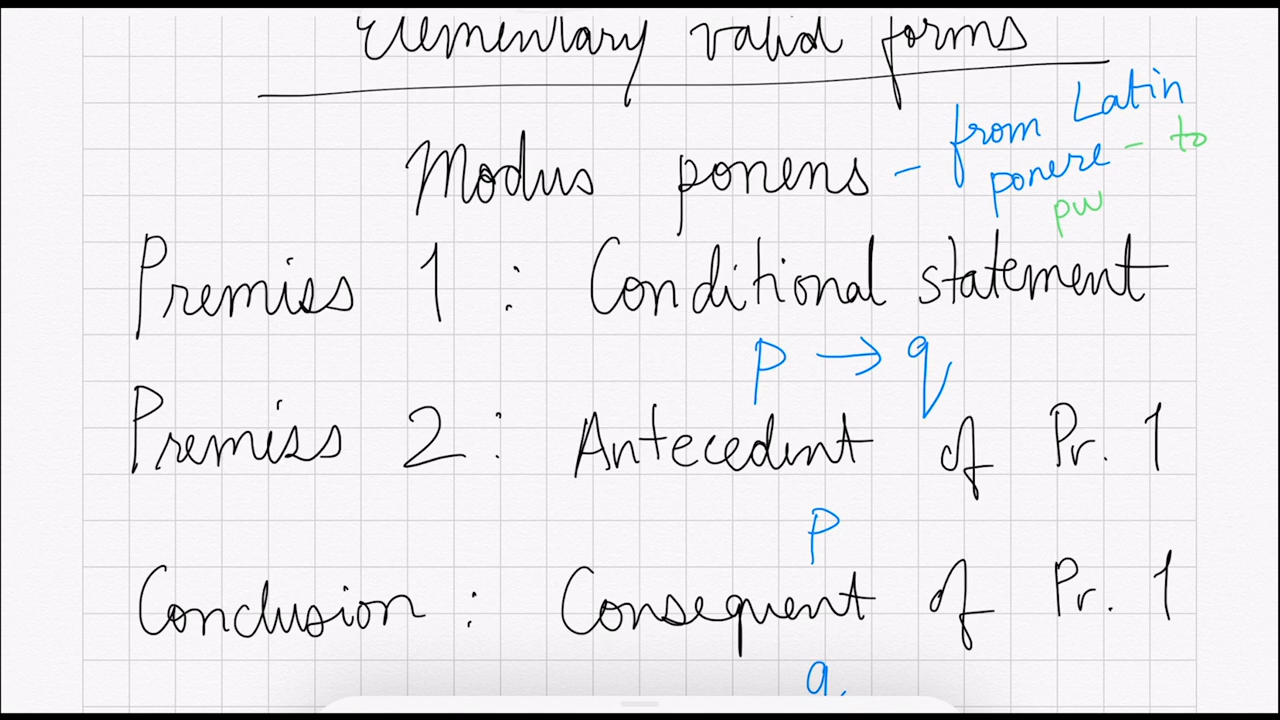 Elementary valid forms
Modus ponens - from Latin
ponere - to
pu
Premiss 1 : Conditional statement
p → q
Premiss 2 : Antecedent of Pr. 1
p
Conclusion : Consequent of Pr. 1
q